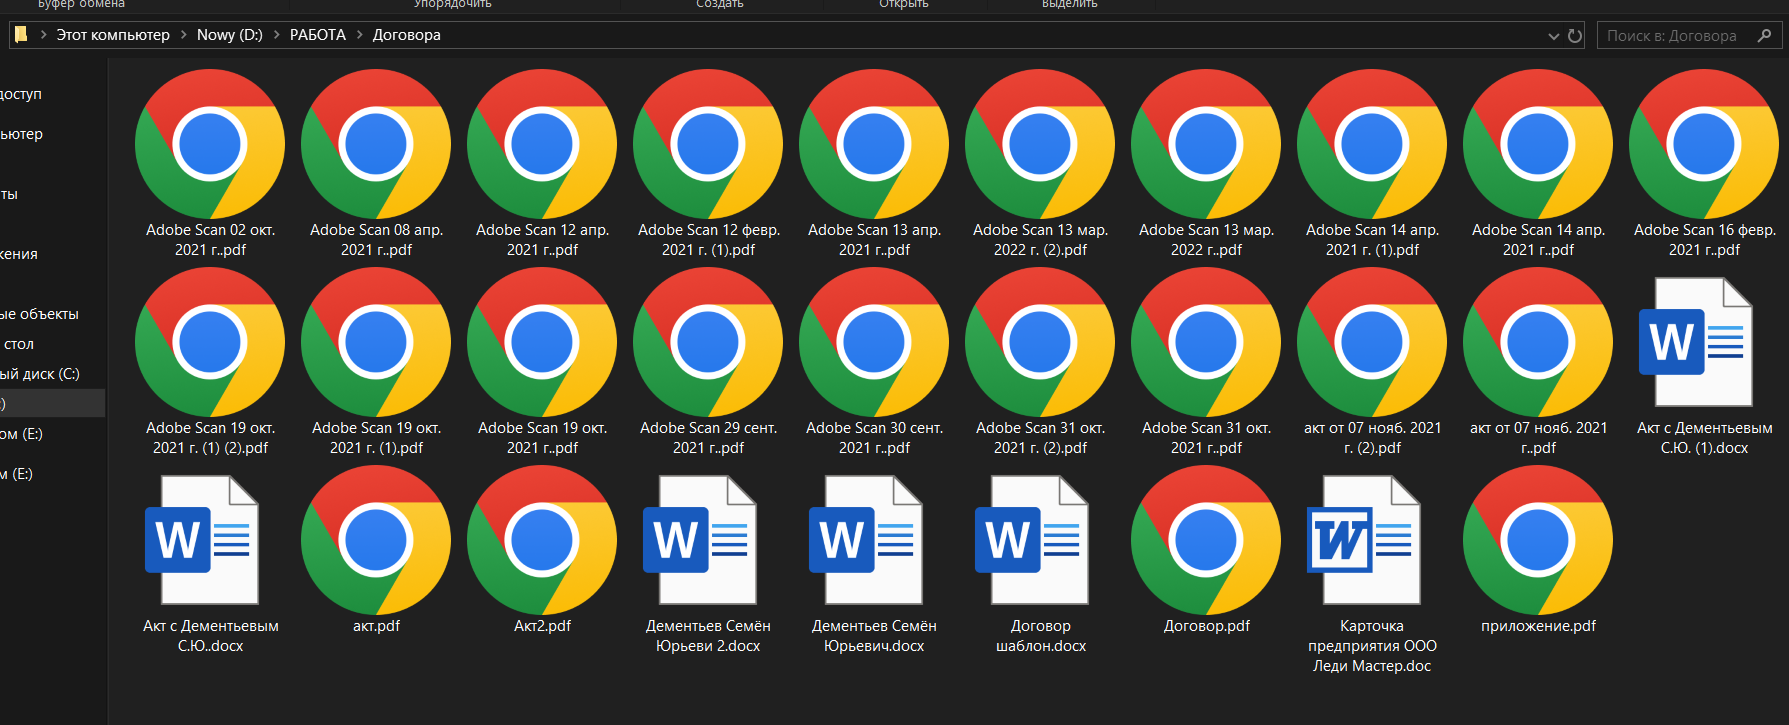 Буфер обмена
Упорядочить
Создать
Открыть
Выделить
Этот компьютер > Nowy (D:) > РАБОТА > Договора
Поиск в: Договора
доступ
ьютер
ты
жения
ые объекты
стол
ый диск (C:)
:)
ом (E:)
м (E:)
Adobe Scan 02 окт.
2021 г..pdf
Adobe Scan 08 апр.
2021 г..pdf
Adobe Scan 12 апр.
2021 г..pdf
Adobe Scan 12 февр.
2021 г. (1).pdf
Adobe Scan 13 апр.
2021 г..pdf
Adobe Scan 13 мар.
2022 г. (2).pdf
Adobe Scan 13 мар.
2022 г..pdf
Adobe Scan 14 апр.
2021 г. (1).pdf
Adobe Scan 14 апр.
2021 г..pdf
Adobe Scan 16 февр.
2021 г..pdf
Adobe Scan 19 окт.
2021 г. (1) (2).pdf
Adobe Scan 19 окт.
2021 г. (1).pdf
Adobe Scan 19 окт.
2021 г..pdf
Adobe Scan 29 сент.
2021 г..pdf
Adobe Scan 30 сент.
2021 г..pdf
Adobe Scan 31 окт.
2021 г. (2).pdf
Adobe Scan 31 окт.
2021 г..pdf
акт от 07 нояб. 2021
г. (2).pdf
акт от 07 нояб. 2021
г..pdf
W
Акт с Дементьевым
С.Ю. (1).docx
W
Акт с Дементьевым
С.Ю..docx
акт.pdf
Акт2.pdf
W
Дементьев Семён
Юрьеви 2.docx
W
Дементьев Семён
Юрьевич.docx
W
Договор
шаблон.docx
Договор.pdf
W
Карточка
предприятия ООО
Леди Мастер.doc
приложение.pdf